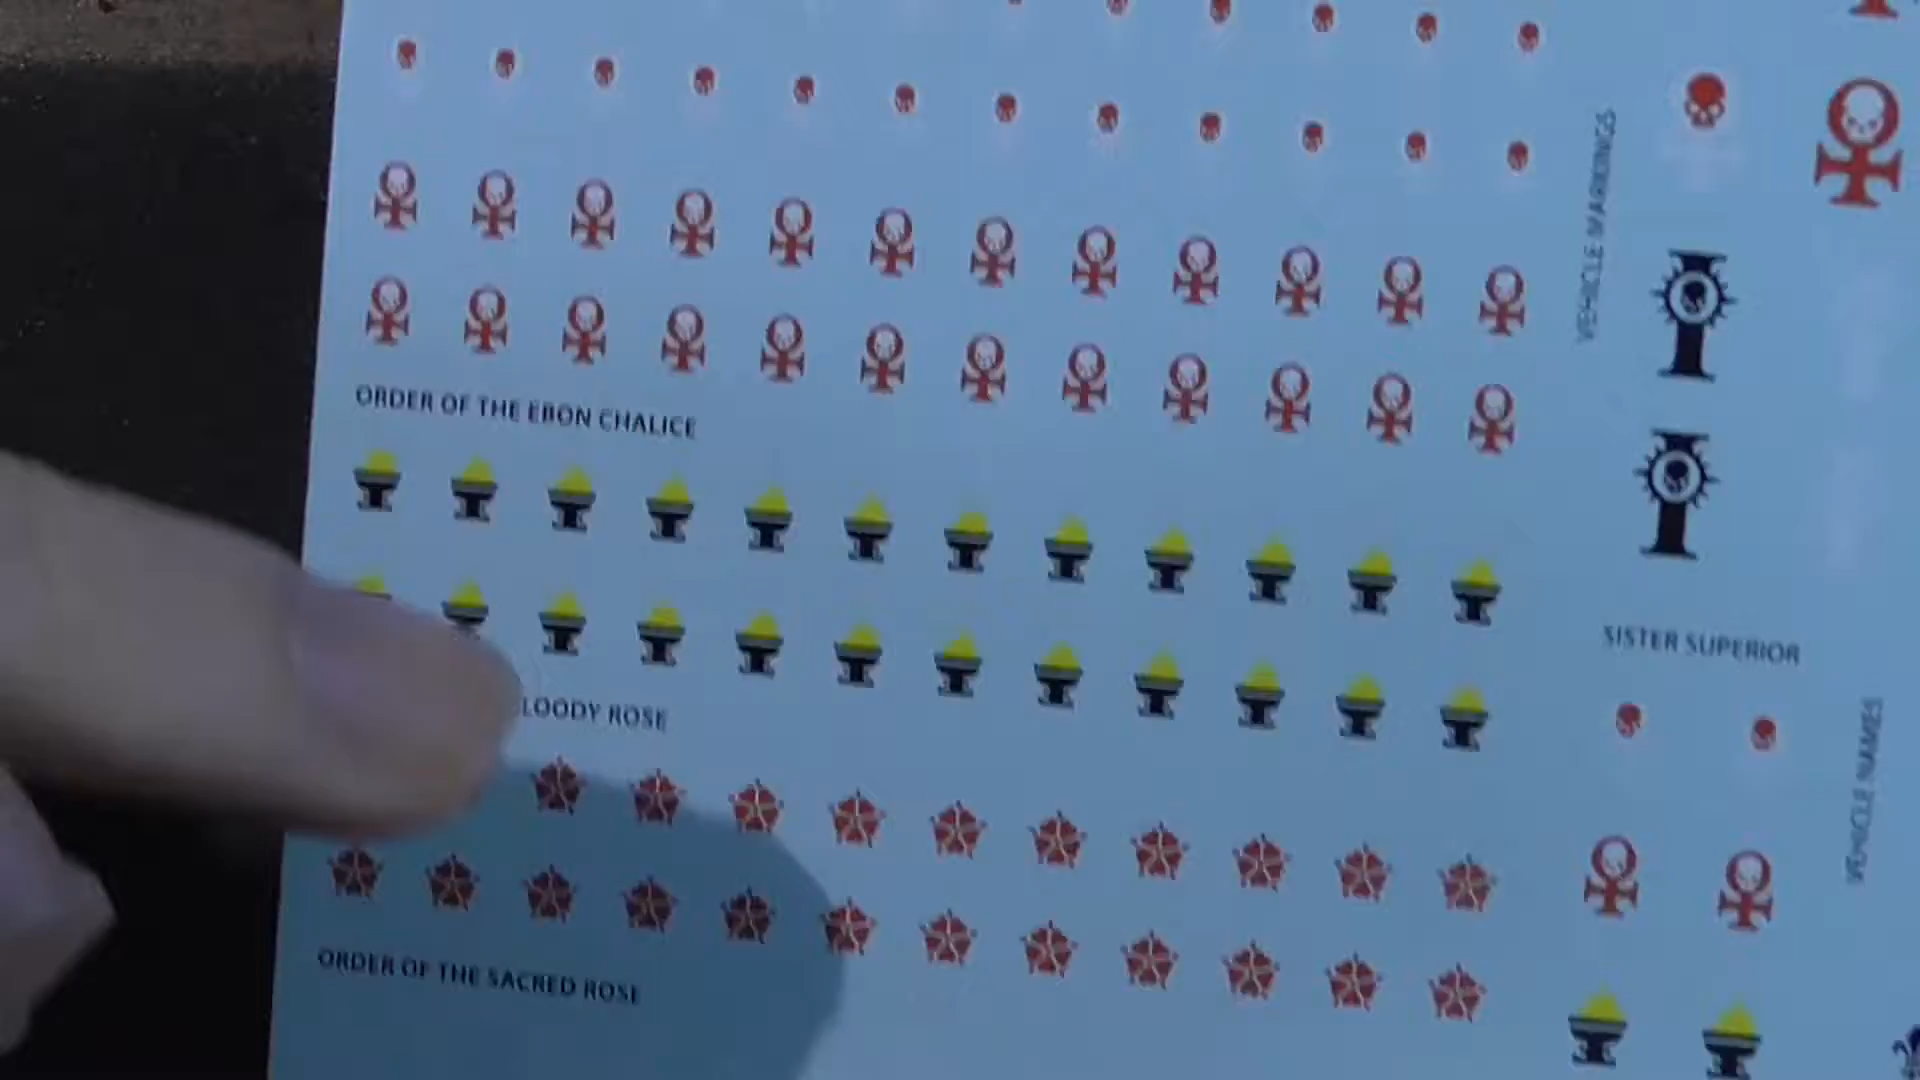 VEHICLE MARKINGS
ORDER OF THE EBON CHALICE
SISTER SUPERIOR
LOODY ROSE
VEHICLE NAMES
ORDER OF THE SACRED ROSE